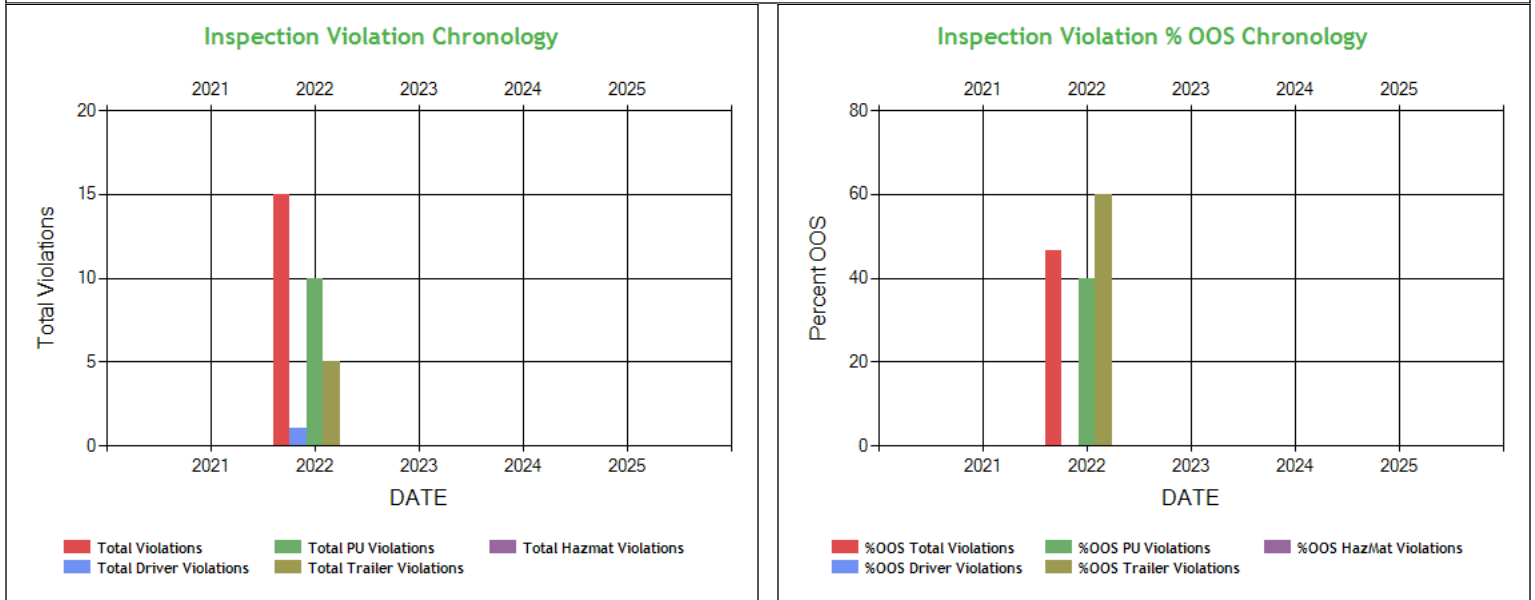 Inspection Violation Chronology
2021 2022 2023 2024 2025
20
15
10
5
0
Total Violations
2021 2022 2023 2024 2025
DATE
Total Violations Total PU Violations Total Hazmat Violations
Total Driver Violations Total Trailer Violations
Inspection Violation % OOS Chronology
2021 2022 2023 2024 2025
80
60
40
20
0
Percent OOS
2021 2022 2023 2024 2025
DATE
%OOS Total Violations %OOS PU Violations %OOS HazMat Violations
%OOS Driver Violations %OOS Trailer Violations